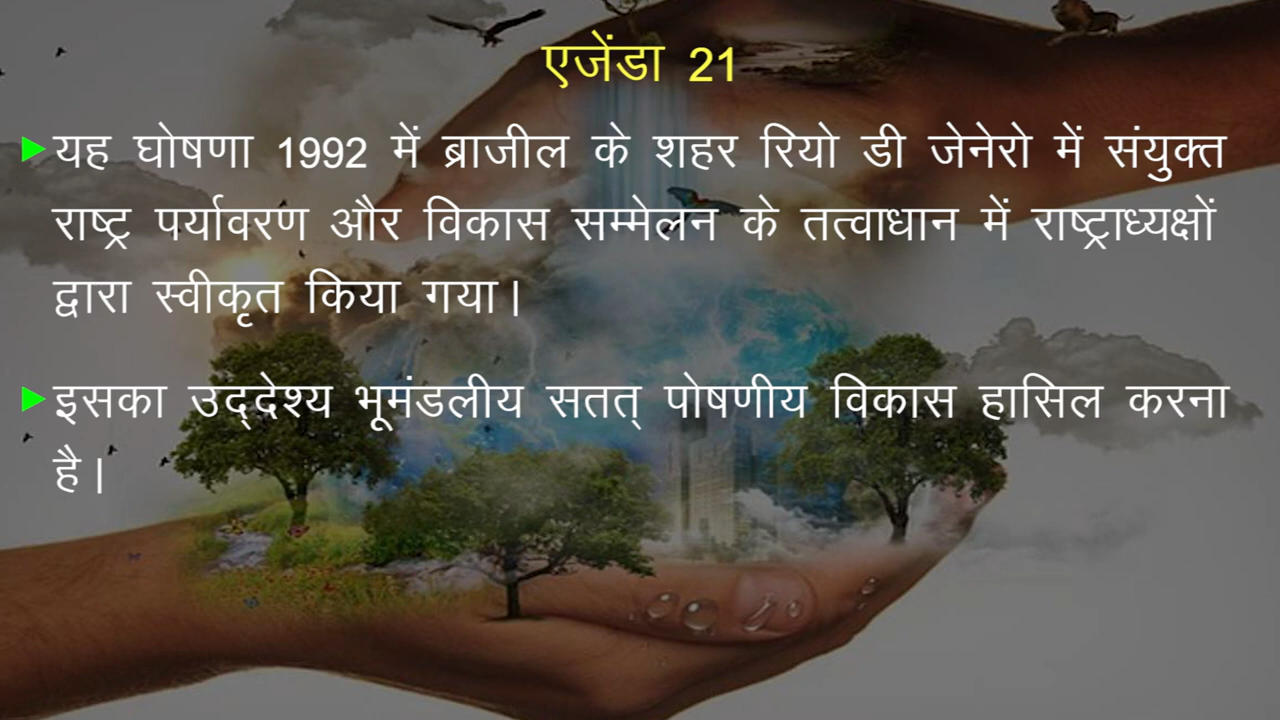 एजेंडा 21
यह घोषणा 1992 में ब्राजील के शहर रियो डी जेनेरो में संयुक्त
राष्ट्र पर्यावरण और विकास सम्मेलन के तत्वाधान में राष्ट्राध्यक्षों
द्वारा स्वीकृत किया गया।
इसका उद्देश्य भूमंडलीय सतत् पोषणीय विकास हासिल करना
है।